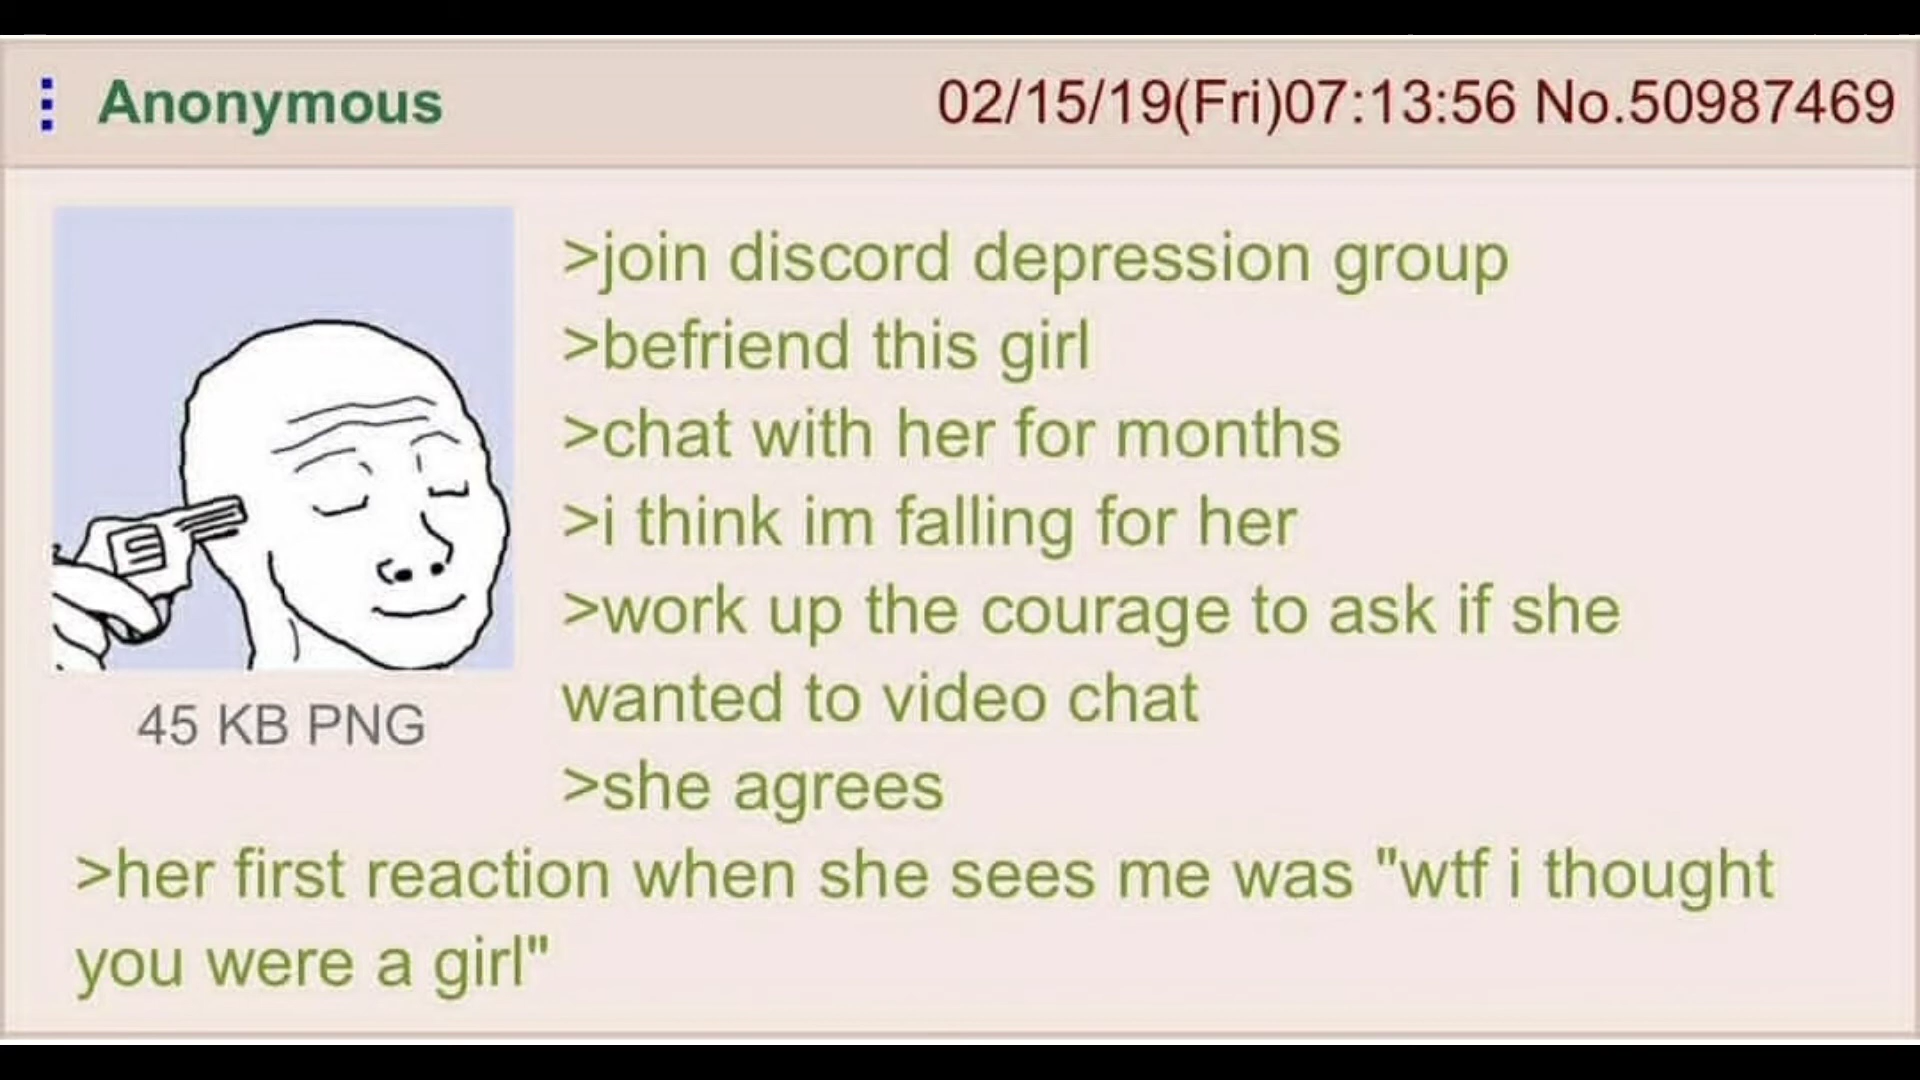 Anonymous 02/15/19(Fri)07:13:56 No.50987469
>join discord depression group
>befriend this girl
>chat with her for months
>i think im falling for her
>work up the courage to ask if she
wanted to video chat
45 KB PNG
>she agrees
>her first reaction when she sees me was "wtf i thought
you were a girl"